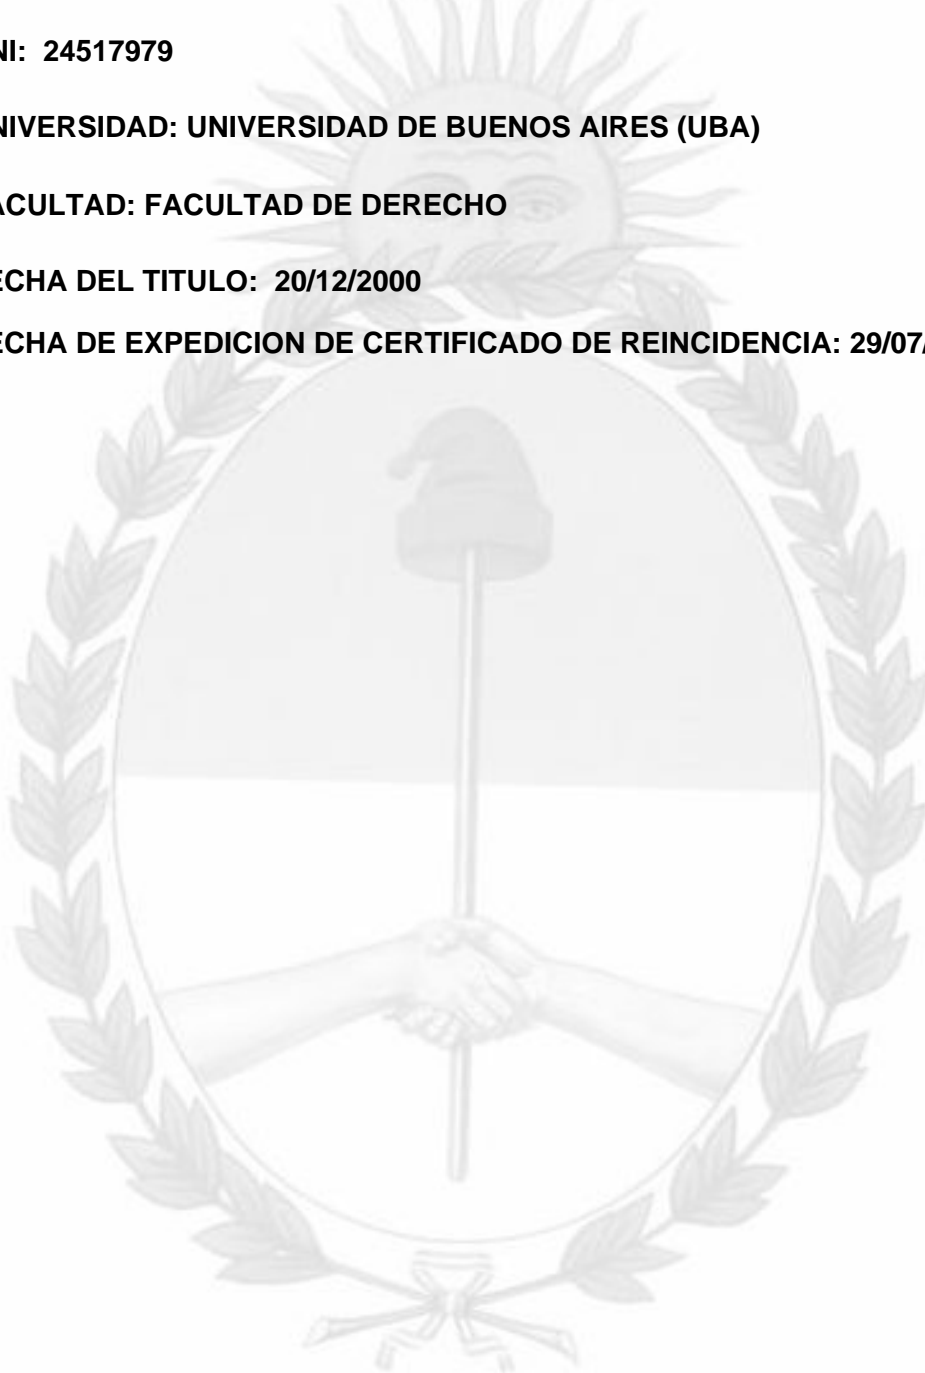 NI: 24517979
NIVERSIDAD: UNIVERSIDAD DE BUENOS AIRES (UBA)
ACULTAD: FACULTAD DE DERECHO
ECHA DEL TITULO: 20/12/2000
ECHA DE EXPEDICION DE CERTIFICADO DE REINCIDENCIA: 29/07/